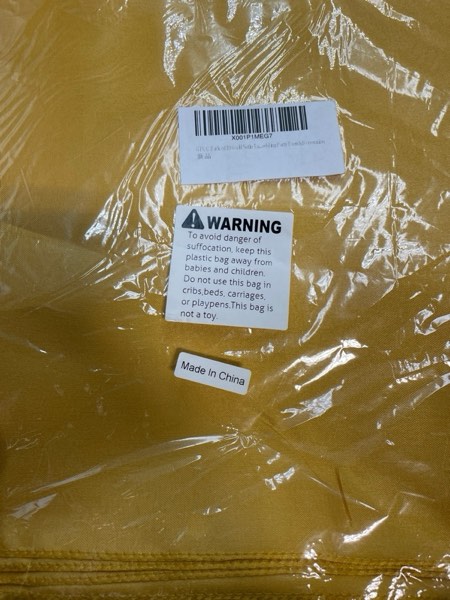 X001P1MEG7
WARNING
To avoid danger of
suffocation, keep this
plastic bag away from
babies and children.
Do not use this bag in
cribs,beds, carriages,
or playpens.This bag is
not a toy.
Made In China